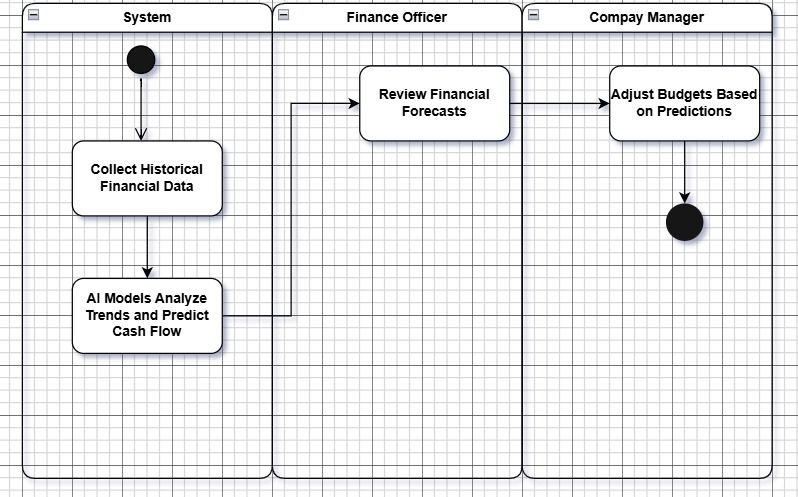 System
Finance Officer
Compay Manager
Collect Historical
Financial Data
AI Models Analyze
Trends and Predict
Cash Flow
Review Financial
Forecasts
Adjust Budgets Based
on Predictions